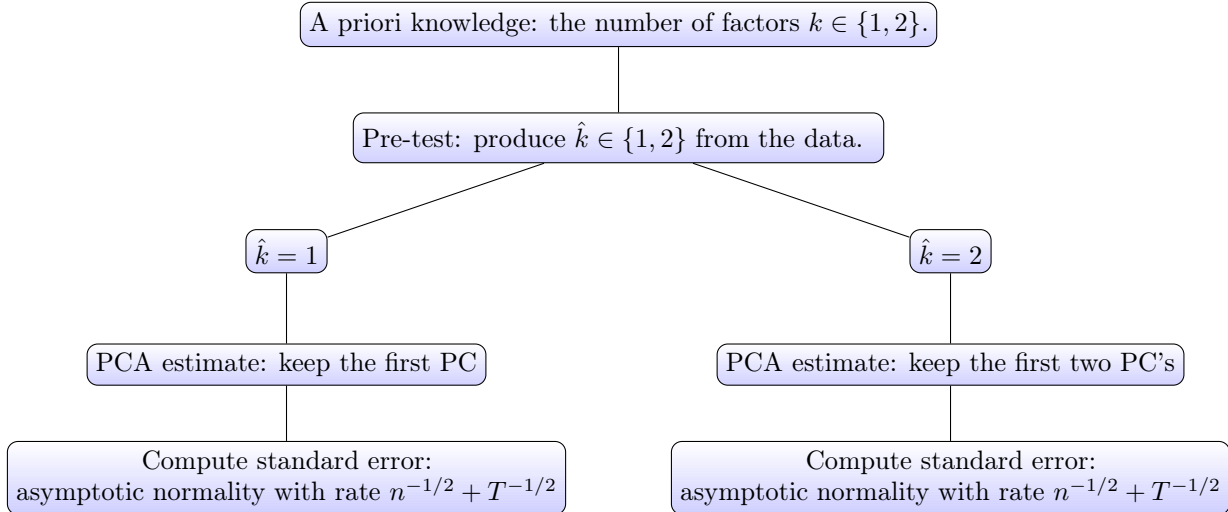 A priori knowledge: the number of factors k ∈ {1, 2}.
Pre-test: produce k̂ ∈ {1, 2} from the data.
k̂ = 1
k̂ = 2
PCA estimate: keep the first PC
PCA estimate: keep the first two PC's
Compute standard error:
asymptotic normality with rate n^{-1/2} + T^{-1/2}
Compute standard error:
asymptotic normality with rate n^{-1/2} + T^{-1/2}